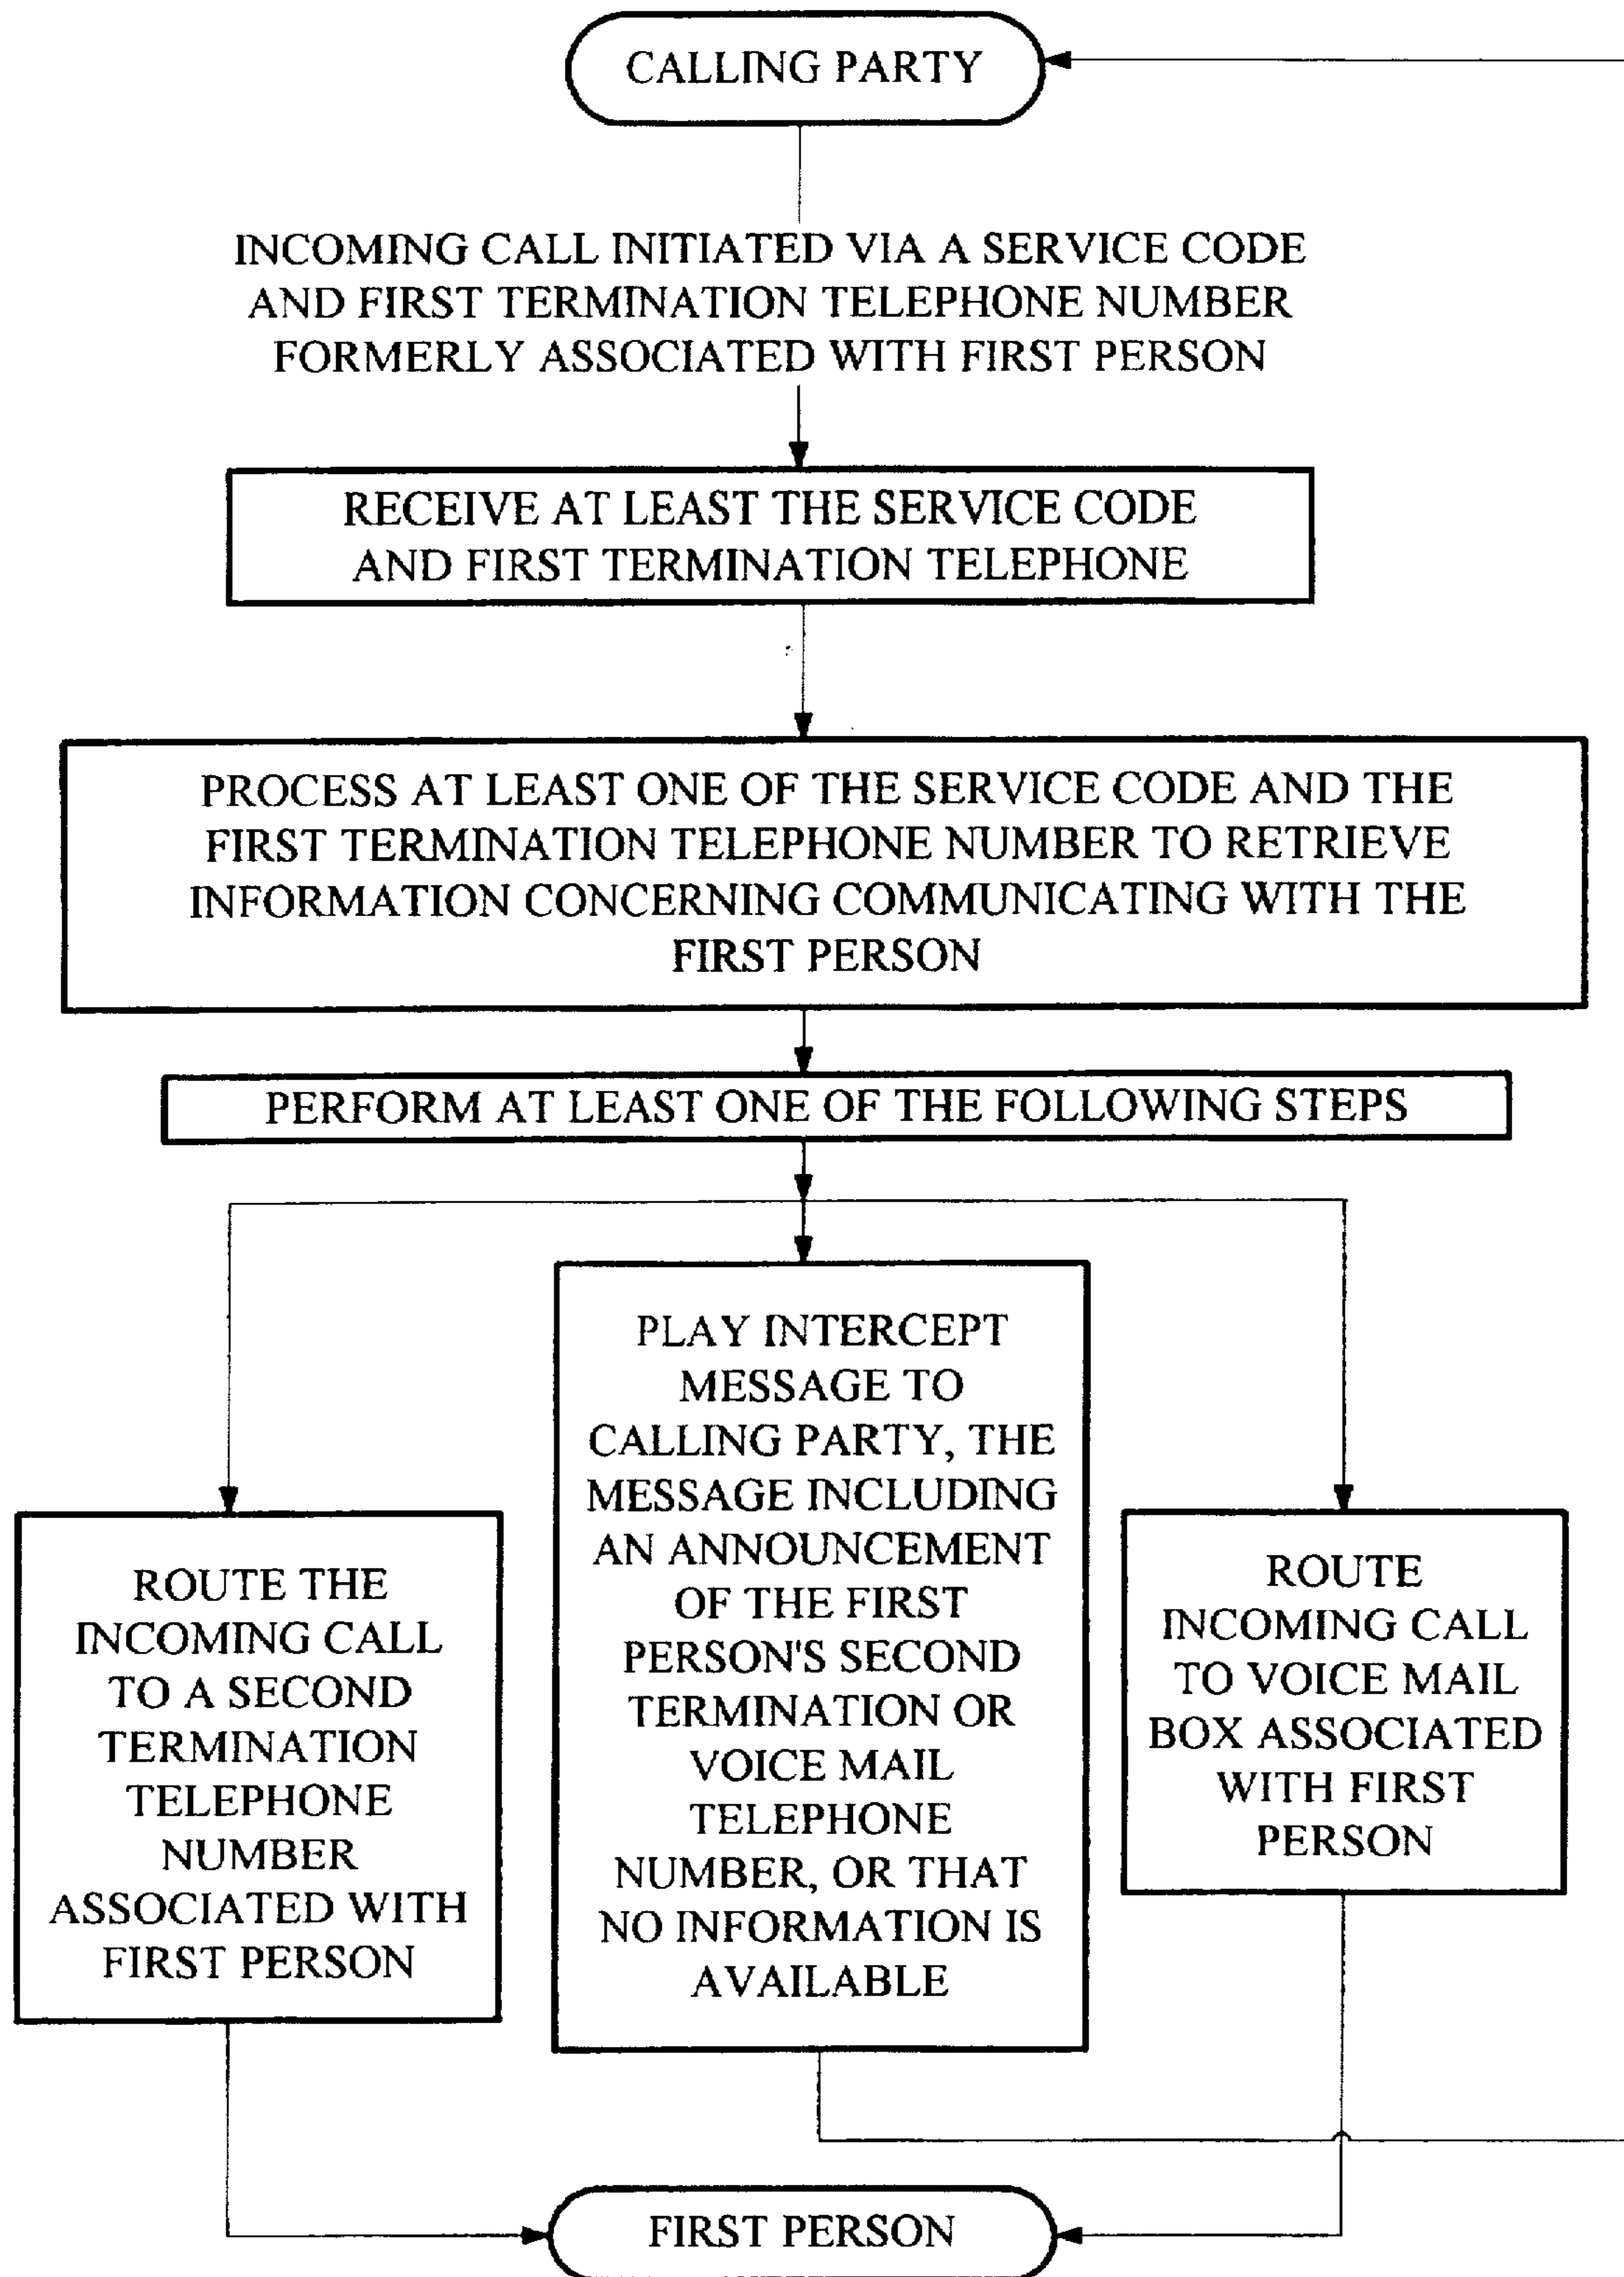 CALLING PARTY
INCOMING CALL INITIATED VIA A SERVICE CODE
AND FIRST TERMINATION TELEPHONE NUMBER
FORMERLY ASSOCIATED WITH FIRST PERSON
RECEIVE AT LEAST THE SERVICE CODE
AND FIRST TERMINATION TELEPHONE
PROCESS AT LEAST ONE OF THE SERVICE CODE AND THE
FIRST TERMINATION TELEPHONE NUMBER TO RETRIEVE
INFORMATION CONCERNING COMMUNICATING WITH THE
FIRST PERSON
PERFORM AT LEAST ONE OF THE FOLLOWING STEPS
ROUTE THE
INCOMING CALL
TO A SECOND
TERMINATION
TELEPHONE
NUMBER
ASSOCIATED WITH
FIRST PERSON
PLAY INTERCEPT
MESSAGE TO
CALLING PARTY, THE
MESSAGE INCLUDING
AN ANNOUNCEMENT
OF THE FIRST
PERSON'S SECOND
TERMINATION OR
VOICE MAIL
TELEPHONE
NUMBER, OR THAT
NO INFORMATION IS
AVAILABLE
ROUTE
INCOMING CALL
TO VOICE MAIL
BOX ASSOCIATED
WITH FIRST
PERSON
FIRST PERSON